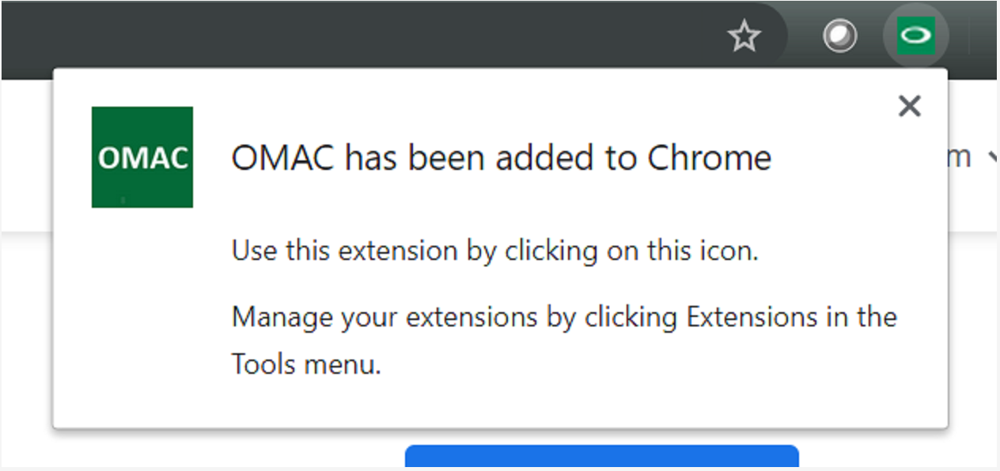 OMAC
OMAC has been added to Chrome
m
Use this extension by clicking on this icon.
Manage your extensions by clicking Extensions in the
Tools menu.